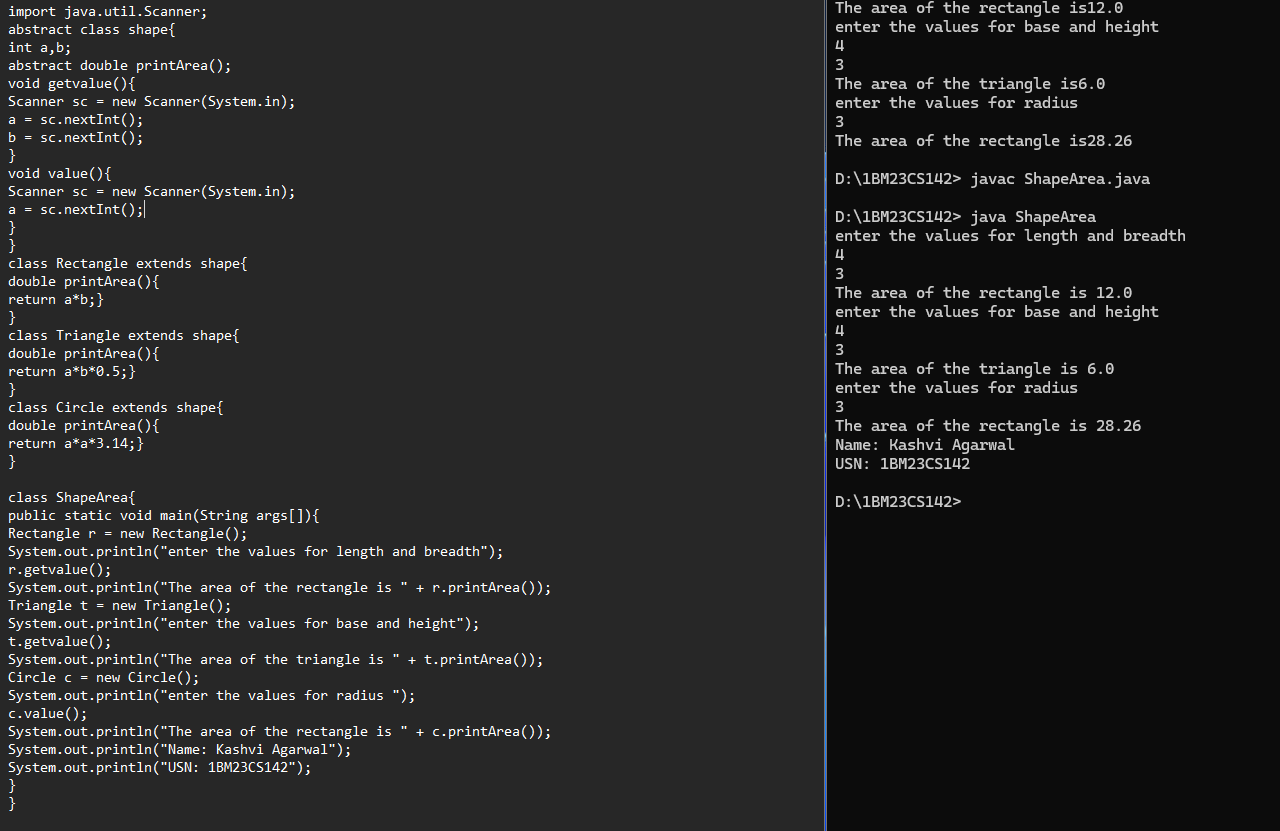 import java.util.Scanner;
abstract class shape{
int a,b;
abstract double printArea();
void getvalue(){
Scanner sc = new Scanner(System.in);
a = sc.nextInt();
b = sc.nextInt();
}
void value(){
Scanner sc = new Scanner(System.in);
a = sc.nextInt();
}
}
class Rectangle extends shape{
double printArea(){
return a*b;}
}
class Triangle extends shape{
double printArea(){
return a*b*0.5;}
}
class Circle extends shape{
double printArea(){
return a*a*3.14;}
}

class ShapeArea{
public static void main(String args[]){
Rectangle r = new Rectangle();
System.out.println("enter the values for length and breadth");
r.getvalue();
System.out.println("The area of the rectangle is " + r.printArea());
Triangle t = new Triangle();
System.out.println("enter the values for base and height");
t.getvalue();
System.out.println("The area of the triangle is " + t.printArea());
Circle c = new Circle();
System.out.println("enter the values for radius ");
c.value();
System.out.println("The area of the rectangle is " + c.printArea());
System.out.println("Name: Kashvi Agarwal");
System.out.println("USN: 1BM23CS142");
}
}
The area of the rectangle is12.0
enter the values for base and height
4
3
The area of the triangle is6.0
enter the values for radius
3
The area of the rectangle is28.26

D:\1BM23CS142> javac ShapeArea.java

D:\1BM23CS142> java ShapeArea
enter the values for length and breadth
4
3
The area of the rectangle is 12.0
enter the values for base and height
4
3
The area of the triangle is 6.0
enter the values for radius
3
The area of the rectangle is 28.26
Name: Kashvi Agarwal
USN: 1BM23CS142

D:\1BM23CS142>